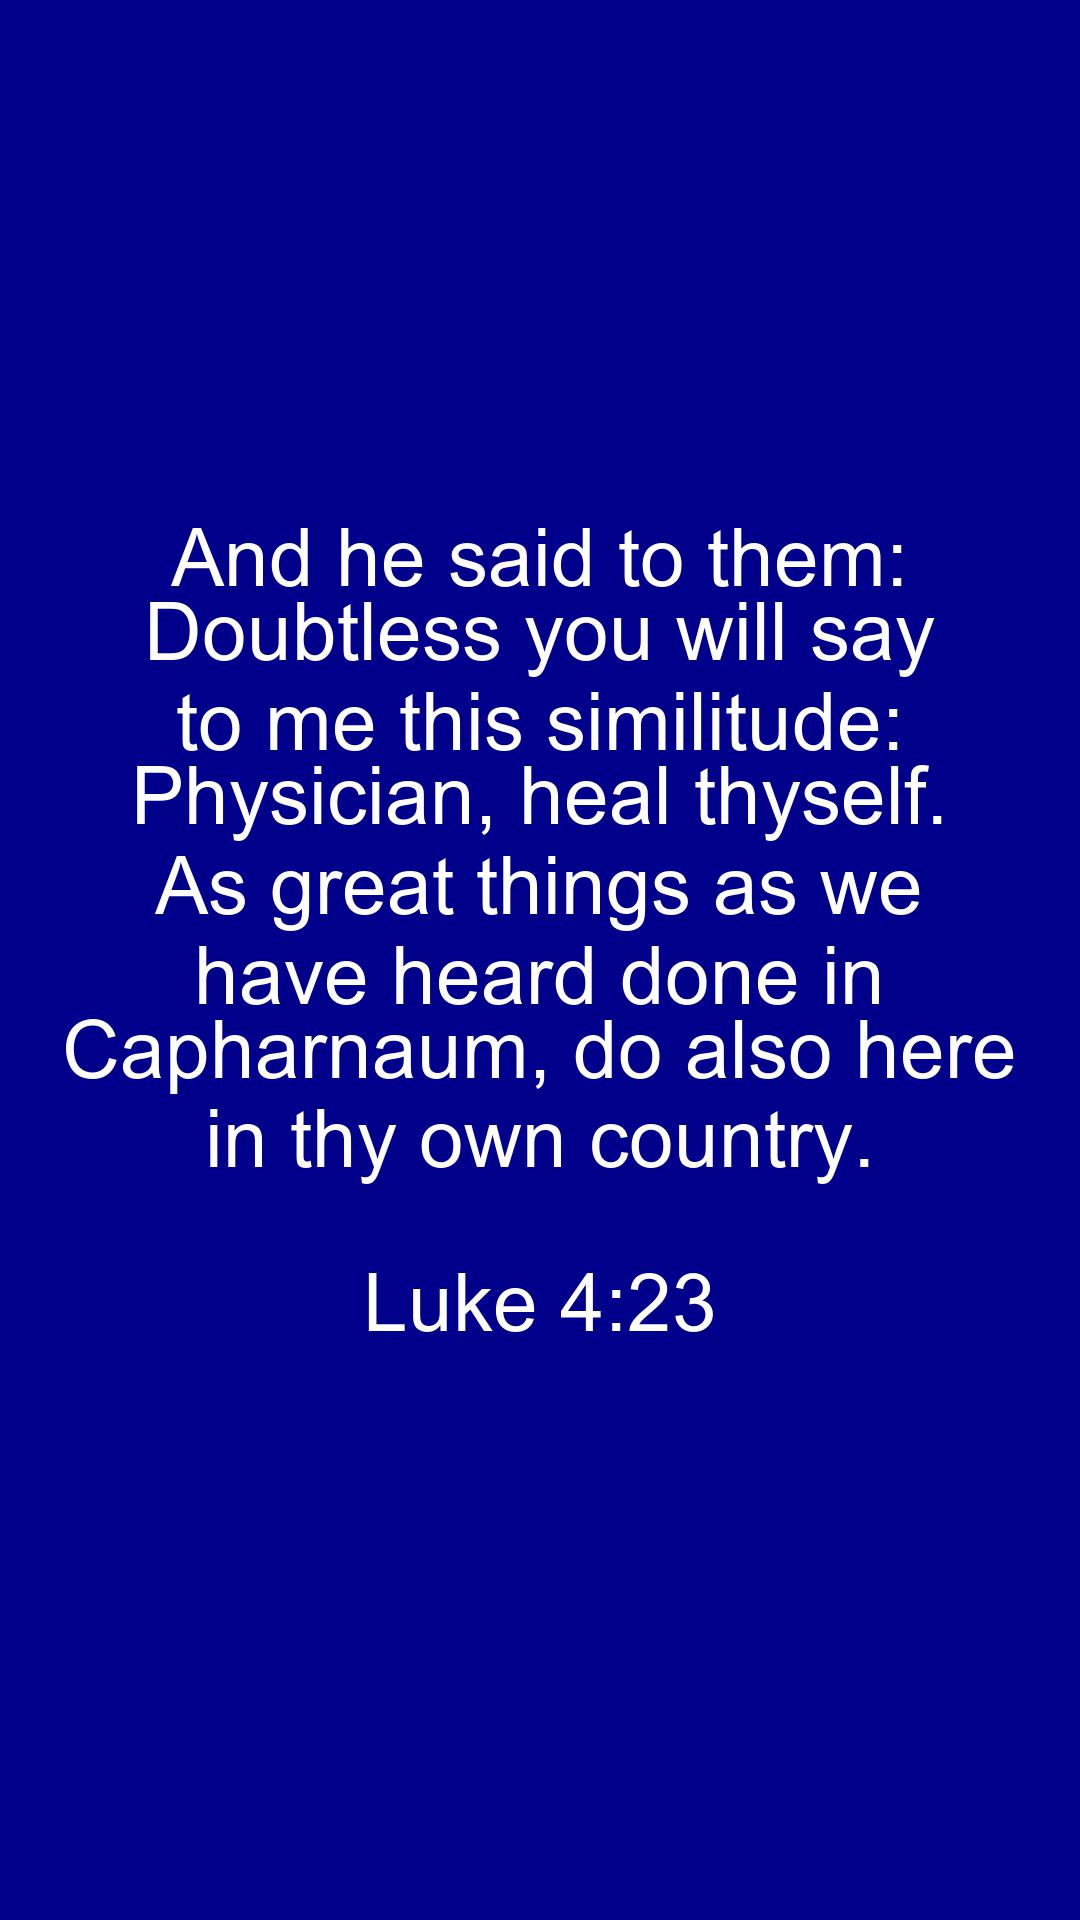 And he said to them:
Doubtless you will say
to me this similitude:
Physician, heal thyself.
As great things as we
have heard done in
Capharnaum, do also here
in thy own country.
Luke 4:23